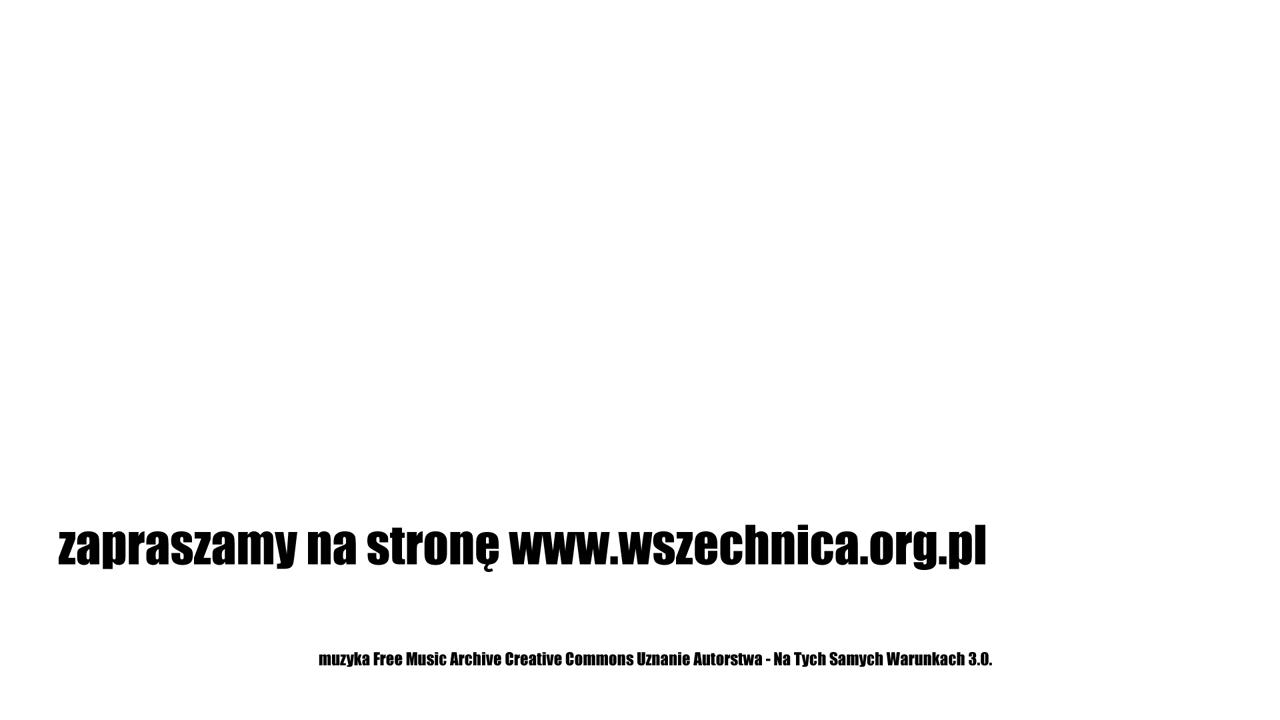 zapraszamy na stronę www.wszechnica.org.pl
muzyka Free Music Archive Creative Commons Uznanie Autorstwa - Na Tych Samych Warunkach 3.0.